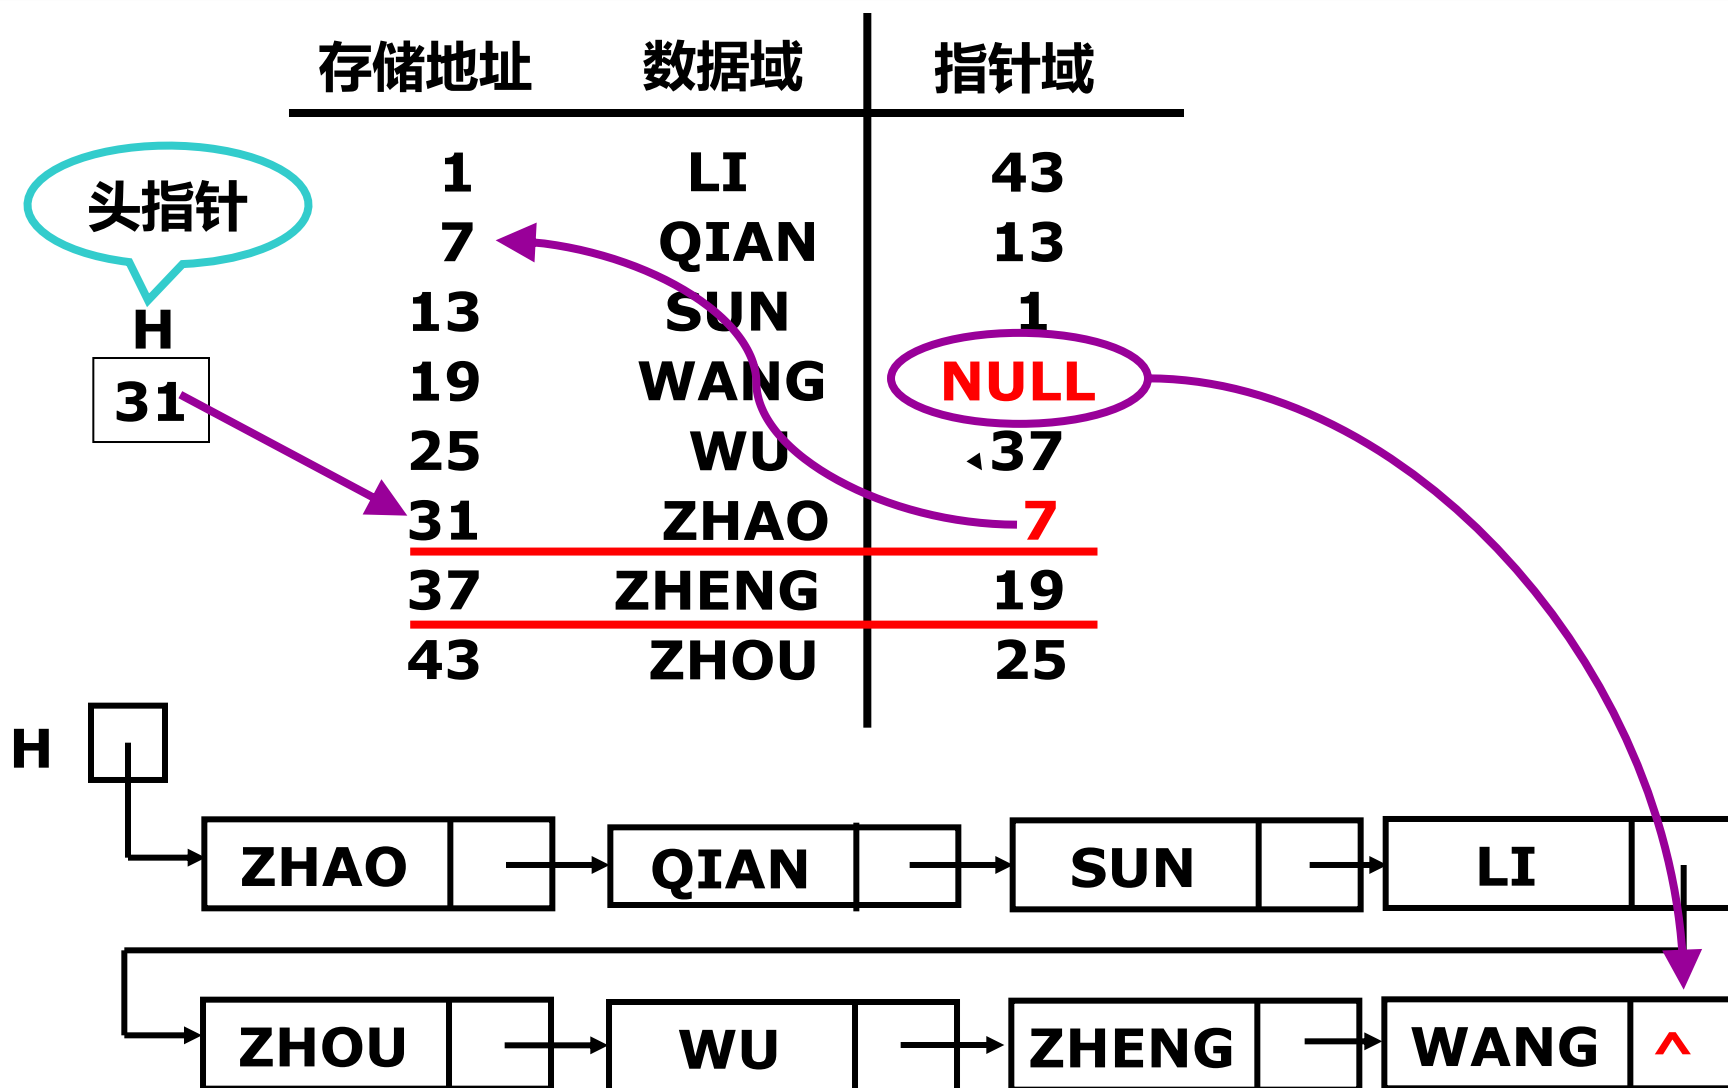 存储地址 数据域 指针域
头指针
H
31
1 LI 43
7 QIAN 13
13 SUN 1
19 WANG NULL
25 WU 37
31 ZHAO 7
37 ZHENG 19
43 ZHOU 25
H
ZHAO QIAN SUN LI
ZHOU WU ZHENG WANG ^